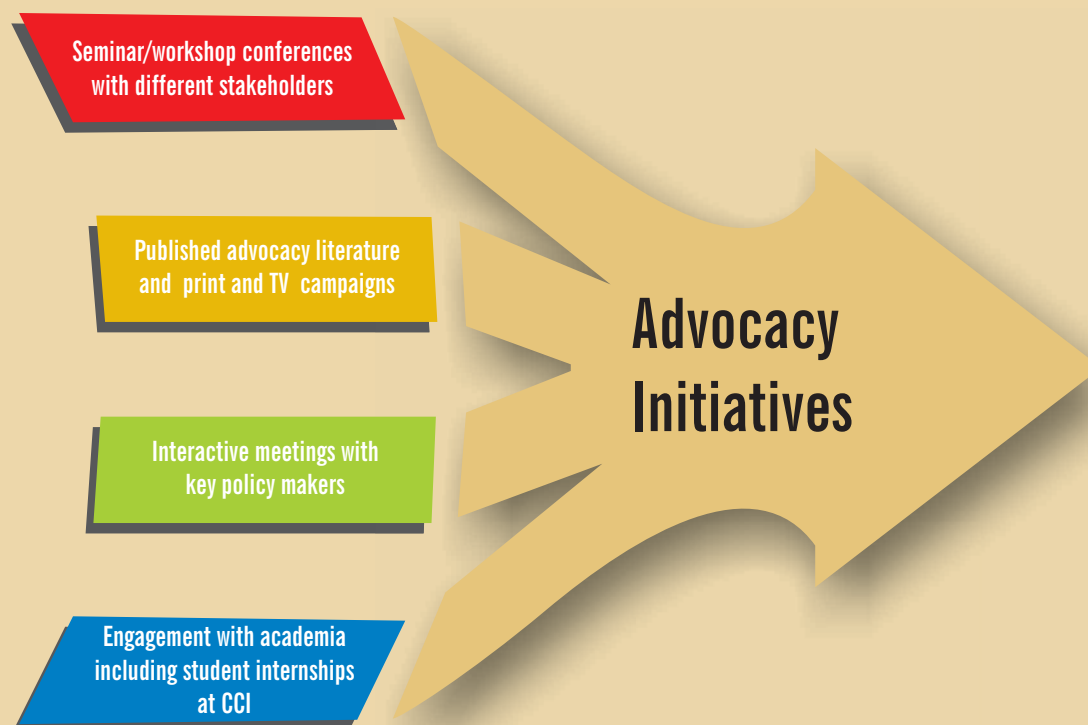 Seminar/workshop conferences
with different stakeholders
Published advocacy literature
and print and TV campaigns
Interactive meetings with
key policy makers
Engagement with academia
including student internships
at CCI
Advocacy
Initiatives